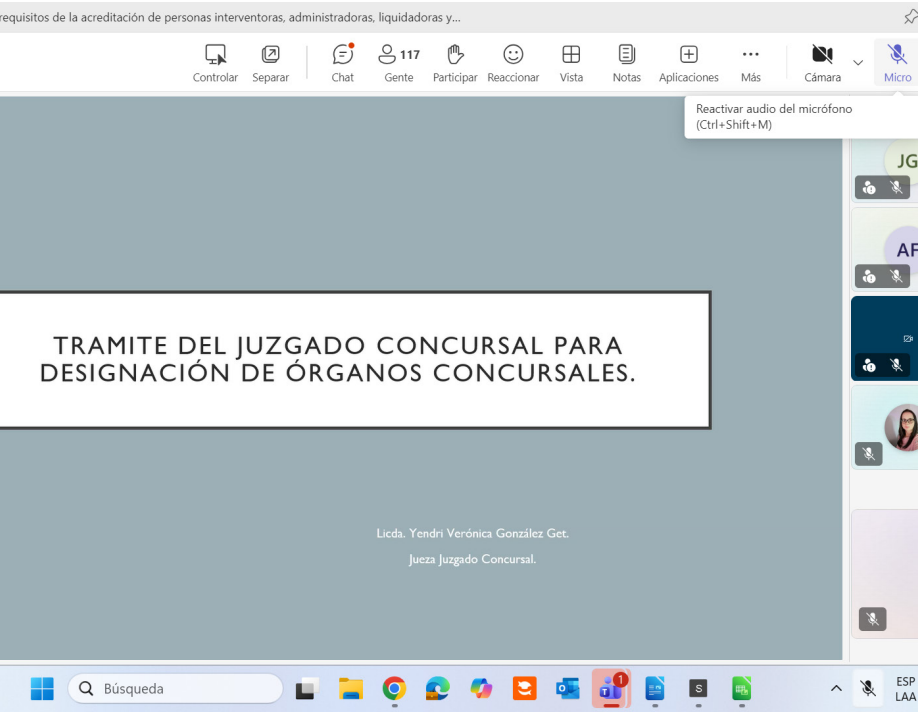 requisitos de la acreditación de personas interventoras, administradoras, liquidadoras y...
117
Controlar Separar Chat Gente Participar Reaccionar Vista Notas Aplicaciones Más Cámara Micro
Reactivar audio del micrófono
(Ctrl+Shift+M)
JG
AF
TRAMITE DEL JUZGADO CONCURSAL PARA
DESIGNACIÓN DE ÓRGANOS CONCURSALES.
Licda. Yendri Verónica González Get.
Jueza Juzgado Concursal.
Búsqueda
1
S
ESP
LAA